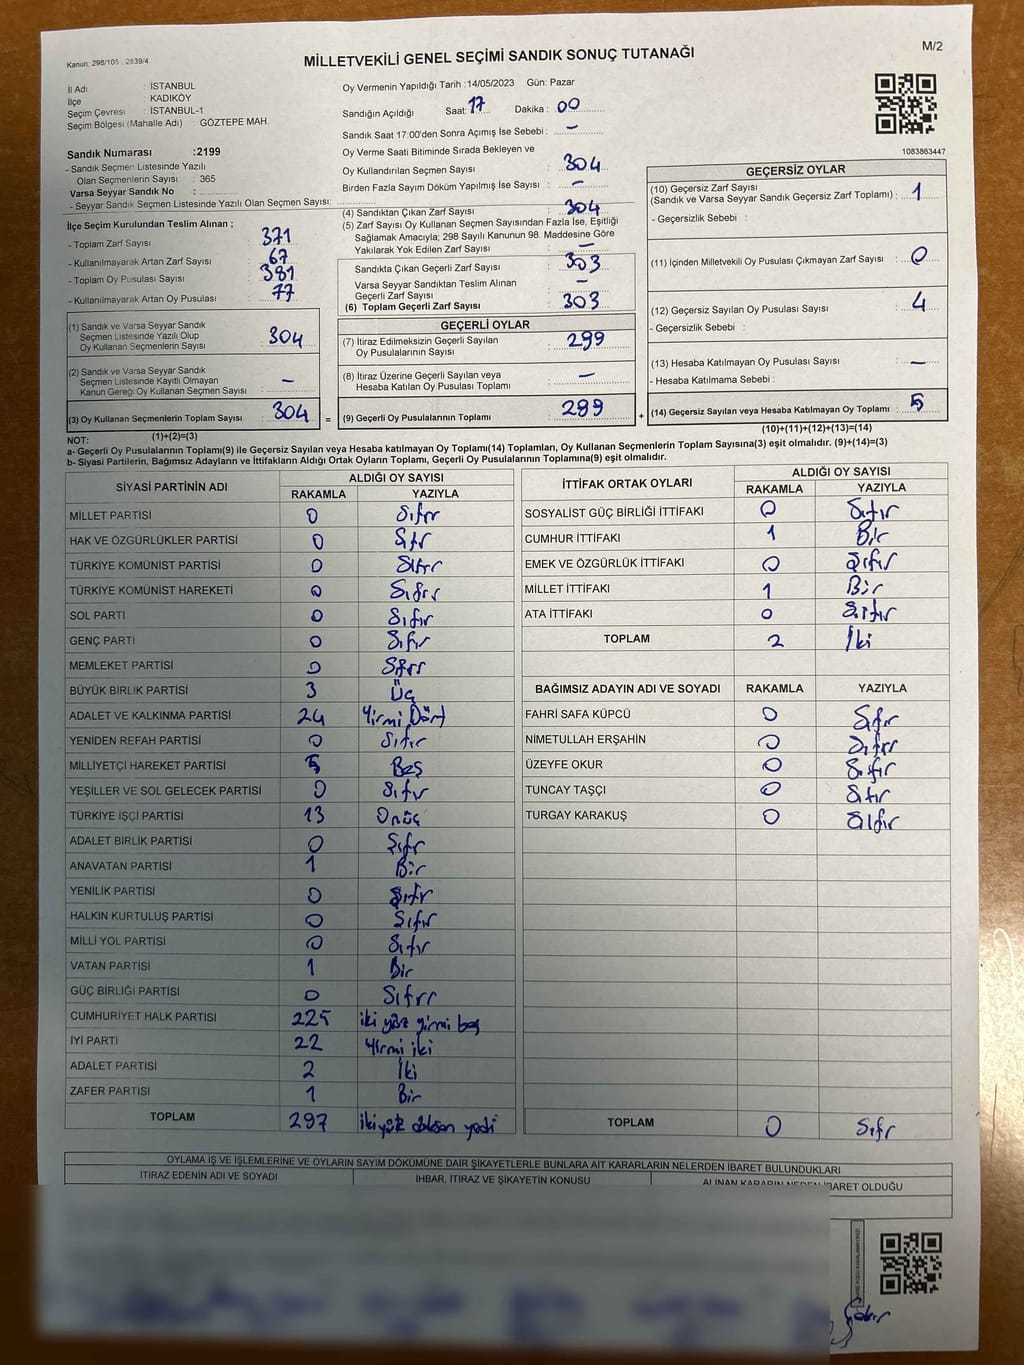 Kanun: 298/105 , 2839/4
MİLLETVEKİLİ GENEL SEÇİMİ SANDIK SONUÇ TUTANAĞI
M/2
İl Adı : İSTANBUL
İlçe : KADIKÖY
Seçim Çevresi : İSTANBUL-1
Seçim Bölgesi (Mahalle Adı) : GÖZTEPE MAH.
Sandık Numarası :2199
- Sandık Seçmen Listesinde Yazılı
Olan Seçmenlerin Sayısı : 365
Varsa Seyyar Sandık No :
- Seyyar Sandık Seçmen Listesinde Yazılı Olan Seçmen Sayısı:
İlçe Seçim Kurulundan Teslim Alınan ;
- Toplam Zarf Sayısı : 371
- Kullanılmayarak Artan Zarf Sayısı : 67
- Toplam Oy Pusulası Sayısı : 381
- Kullanılmayarak Artan Oy Pusulası : 77
(1) Sandık ve Varsa Seyyar Sandık
Seçmen Listesinde Yazılı Olup
Oy Kullanan Seçmenlerin Sayısı : 304
(2) Sandık ve Varsa Seyyar Sandık
Seçmen Listesinde Kayıtlı Olmayan
Kanun Gereği Oy Kullanan Seçmen Sayısı : –
(3) Oy Kullanan Seçmenlerin Toplam Sayısı : 304 =
(1)+(2)=(3)
Oy Vermenin Yapıldığı Tarih :14/05/2023 Gün: Pazar
Sandığın Açıldığı Saat: 17 Dakika : 00
Sandık Saat 17:00'den Sonra Açımış İse Sebebi : –
Oy Verme Saati Bitiminde Sırada Bekleyen ve
Oy Kullandırılan Seçmen Sayısı : 304
Birden Fazla Sayım Döküm Yapılmış İse Sayısı : –
(4) Sandıktan Çıkan Zarf Sayısı : 304
(5) Zarf Sayısı Oy Kullanan Seçmen Sayısından Fazla İse, Eşitliği
Sağlamak Amacıyla; 298 Sayılı Kanunun 98. Maddesine Göre
Yakılarak Yok Edilen Zarf Sayısı : –
Sandıkta Çıkan Geçerli Zarf Sayısı : 303
Varsa Seyyar Sandıktan Teslim Alınan
Geçerli Zarf Sayısı : –
(6) Toplam Geçerli Zarf Sayısı : 303
GEÇERLİ OYLAR
(7) İtiraz Edilmeksizin Geçerli Sayılan
Oy Pusulalarının Sayısı : 299
(8) İtiraz Üzerine Geçerli Sayılan veya
Hesaba Katılan Oy Pusulası Toplamı : –
(9) Geçerli Oy Pusulalarının Toplamı : 299 +
1083863447
GEÇERSİZ OYLAR
(10) Geçersiz Zarf Sayısı
(Sandık ve Varsa Seyyar Sandık Geçersiz Zarf Toplamı) : 1
- Geçersizlik Sebebi :
(11) İçinden Milletvekili Oy Pusulası Çıkmayan Zarf Sayısı : 0
(12) Geçersiz Sayılan Oy Pusulası Sayısı : 4
- Geçersizlik Sebebi :
(13) Hesaba Katılmayan Oy Pusulası Sayısı : –
- Hesaba Katılmama Sebebi :
(14) Geçersiz Sayılan veya Hesaba Katılmayan Oy Toplamı : 5
(10)+(11)+(12)+(13)=(14)
NOT:
a- Geçerli Oy Pusulalarının Toplamı(9) ile Geçersiz Sayılan veya Hesaba katılmayan Oy Toplamı(14) Toplamları, Oy Kullanan Seçmenlerin Toplam Sayısına(3) eşit olmalıdır. (9)+(14)=(3)
b- Siyasi Partilerin, Bağımsız Adayların ve İttifakların Aldığı Ortak Oyların Toplamı, Geçerli Oy Pusulalarının Toplamına(9) eşit olmalıdır.
SİYASİ PARTİNİN ADI ALDIĞI OY SAYISI
RAKAMLA YAZIYLA
MİLLET PARTİSİ 0 Sıfır
HAK VE ÖZGÜRLÜKLER PARTİSİ 0 Sıfır
TÜRKİYE KOMÜNİST PARTİSİ 0 Sıfır
TÜRKİYE KOMÜNİST HAREKETİ 0 Sıfır
SOL PARTİ 0 Sıfır
GENÇ PARTİ 0 Sıfır
MEMLEKET PARTİSİ 0 Sıfır
BÜYÜK BİRLİK PARTİSİ 3 Üç
ADALET VE KALKINMA PARTİSİ 24 Yirmi Dört
YENİDEN REFAH PARTİSİ 0 Sıfır
MİLLİYETÇİ HAREKET PARTİSİ 5 Beş
YEŞİLLER VE SOL GELECEK PARTİSİ 0 Sıfır
TÜRKİYE İŞÇİ PARTİSİ 13 Onüç
ADALET BİRLİK PARTİSİ 0 Sıfır
ANAVATAN PARTİSİ 1 Bir
YENİLİK PARTİSİ 0 Sıfır
HALKIN KURTULUŞ PARTİSİ 0 Sıfır
MİLLİ YOL PARTİSİ 0 Sıfır
VATAN PARTİSİ 1 Bir
GÜÇ BİRLİĞİ PARTİSİ 0 Sıfır
CUMHURİYET HALK PARTİSİ 225 iki yüz yirmi beş
İYİ PARTİ 22 Yirmi iki
ADALET PARTİSİ 2 İki
ZAFER PARTİSİ 1 Bir
TOPLAM 297 iki yüz doksan yedi
İTTİFAK ORTAK OYLARI ALDIĞI OY SAYISI
RAKAMLA YAZIYLA
SOSYALİST GÜÇ BİRLİĞİ İTTİFAKI 0 Sıfır
CUMHUR İTTİFAKI 1 Bir
EMEK VE ÖZGÜRLÜK İTTİFAKI 0 Sıfır
MİLLET İTTİFAKI 1 Bir
ATA İTTİFAKI 0 Sıfır
TOPLAM 2 İki
BAĞIMSIZ ADAYIN ADI VE SOYADI RAKAMLA YAZIYLA
FAHRİ SAFA KÜPCÜ 0 Sıfır
NİMETULLAH ERŞAHİN 0 Sıfır
ÜZEYFE OKUR 0 Sıfır
TUNCAY TAŞÇI 0 Sıfır
TURGAY KARAKUŞ 0 Sıfır
TOPLAM 0 Sıfır
OYLAMA İŞ VE İŞLEMLERİNE VE OYLARIN SAYIM DÖKÜMÜNE DAİR ŞİKAYETLERLE BUNLARA AİT KARARLARIN NELERDEN İBARET BULUNDUKLARI
İTİRAZ EDENİN ADI VE SOYADI İHBAR, İTİRAZ VE ŞİKAYETİN KONUSU ALINAN KARARIN NEDEN İBARET OLDUĞU